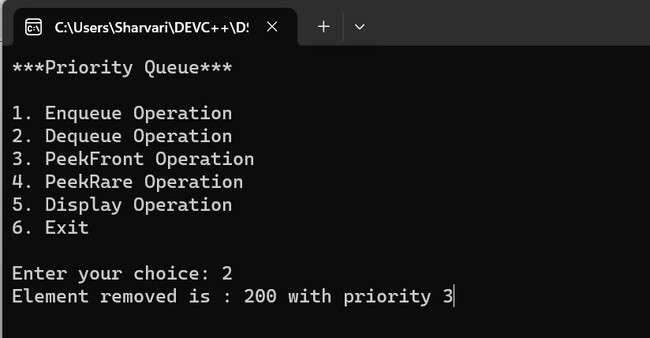 C:\Users\Sharvari\DEVC++\D!
***Priority Queue***
1. Enqueue Operation
2. Dequeue Operation
3. PeekFront Operation
4. PeekRare Operation
5. Display Operation
6. Exit
Enter your choice: 2
Element removed is : 200 with priority 3